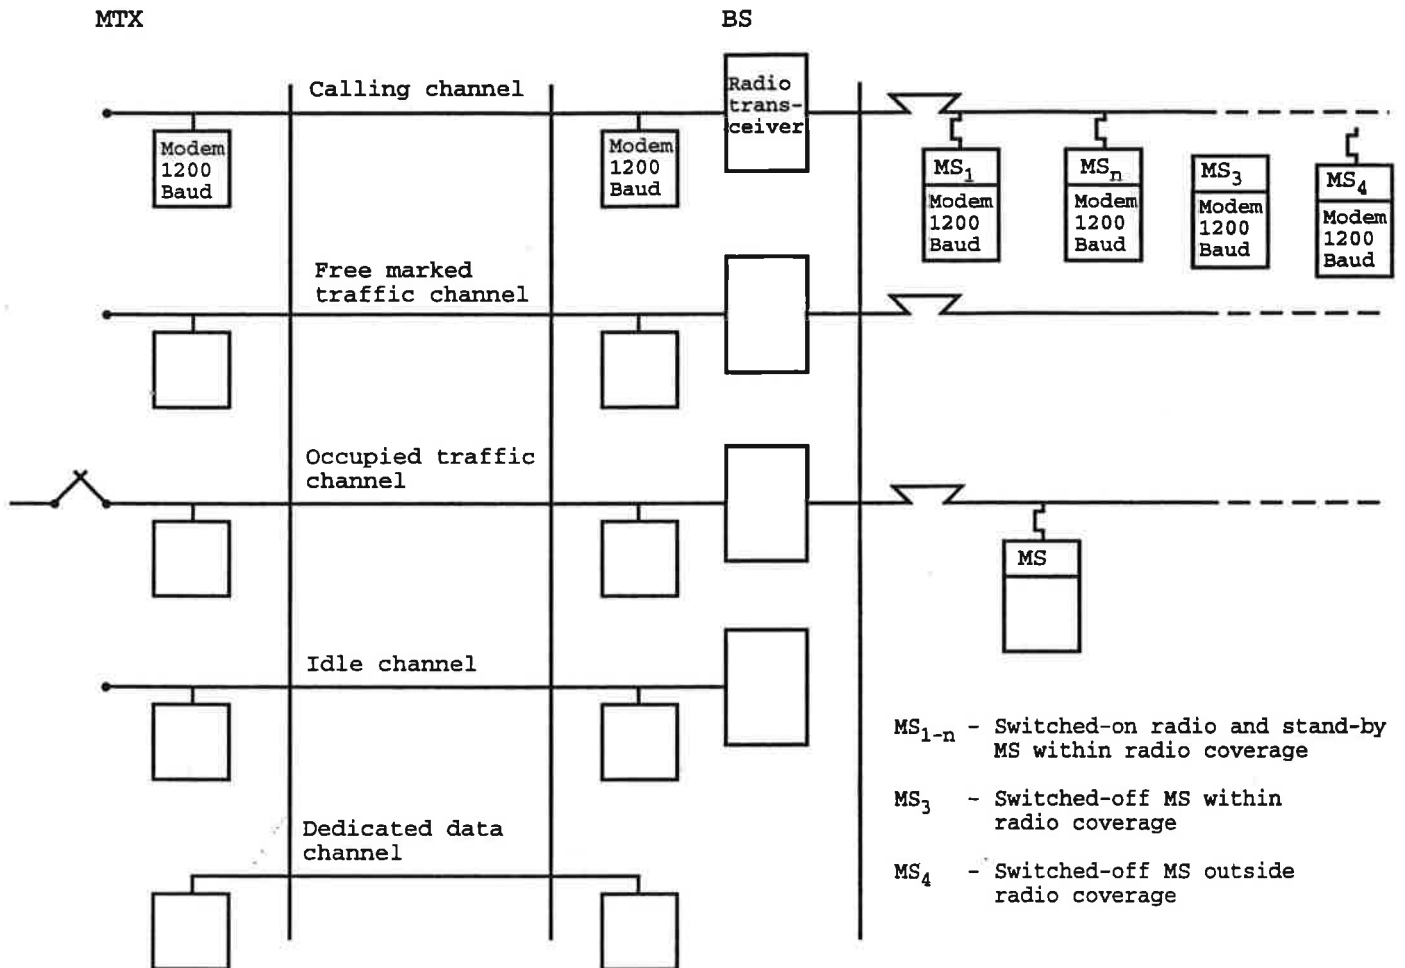 MTX
BS
Calling channel
Radio
trans-
ceiver
Modem
1200
Baud
Modem
1200
Baud
MS1
Modem
1200
Baud
MSn
Modem
1200
Baud
MS3
Modem
1200
Baud
MS4
Modem
1200
Baud
Free marked
traffic channel
Occupied traffic
channel
MS
Idle channel
MS1-n - Switched-on radio and stand-by
MS within radio coverage
MS3 - Switched-off MS within
radio coverage
MS4 - Switched-off MS outside
radio coverage
Dedicated data
channel